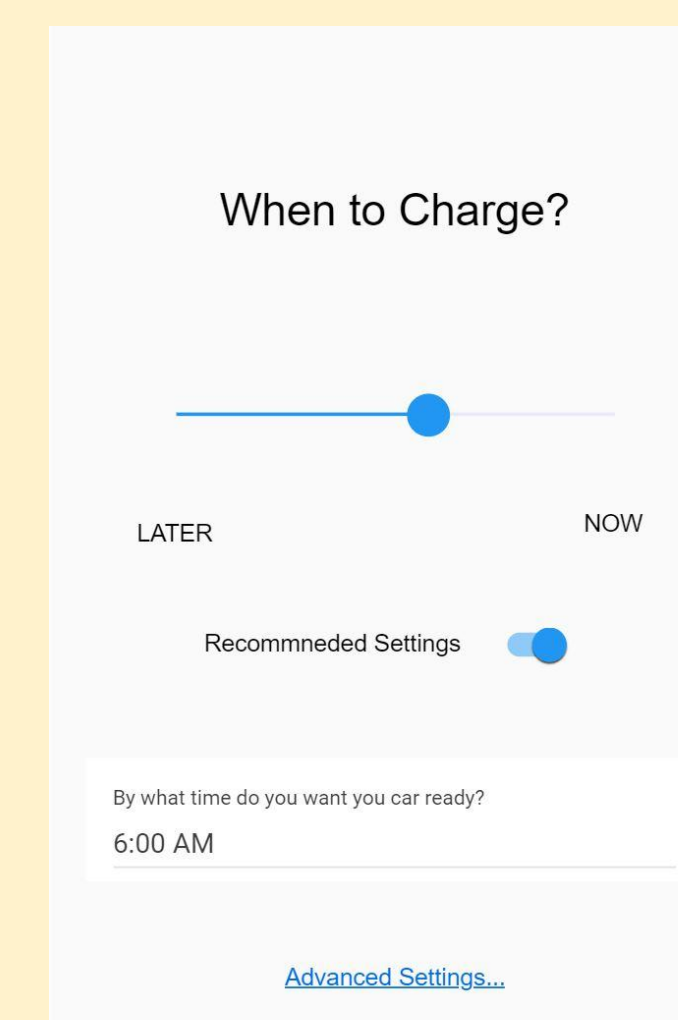 When to Charge?
LATER
NOW
Recommneded Settings
By what time do you want you car ready?
6:00 AM
Advanced Settings...